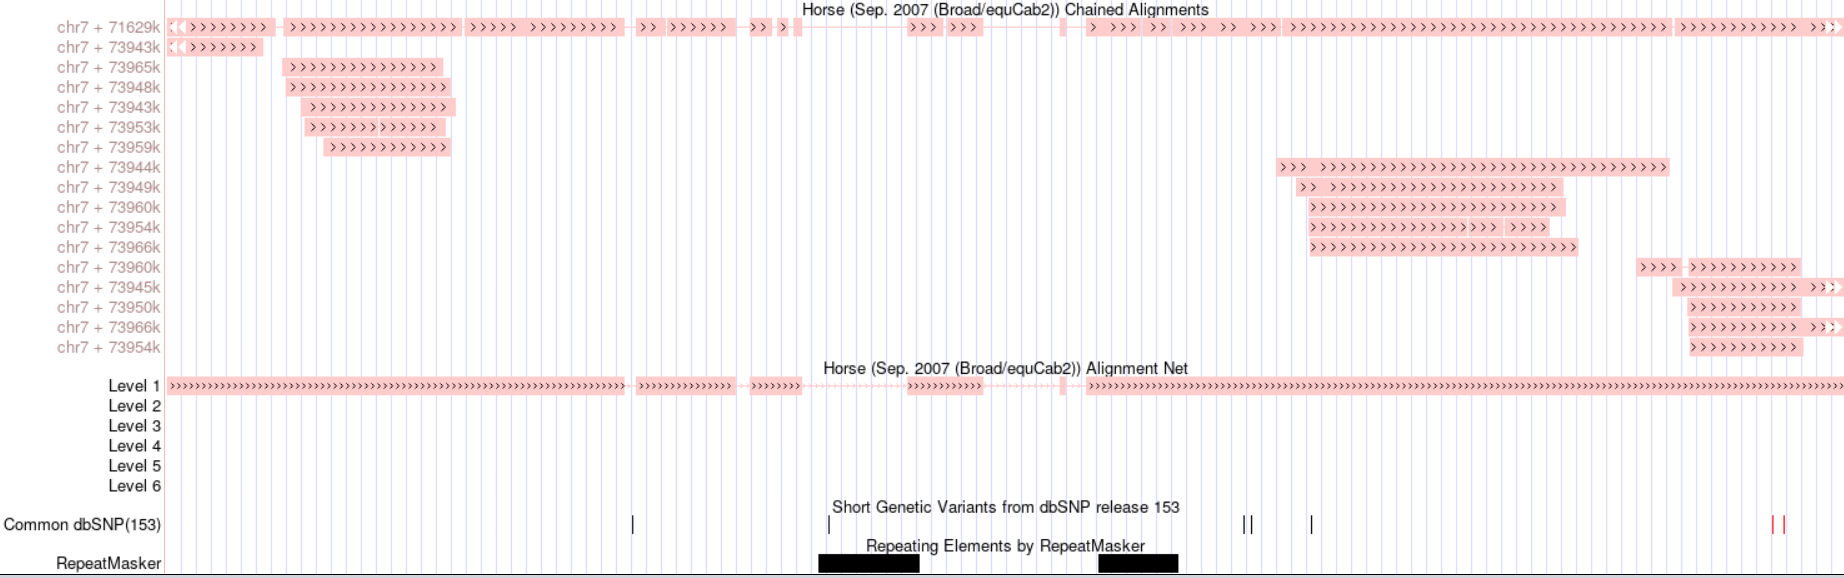 Horse (Sep. 2007 (Broad/equCab2)) Chained Alignments
chr7 + 71629k
chr7 + 73943k
chr7 + 73965k
chr7 + 73948k
chr7 + 73943k
chr7 + 73953k
chr7 + 73959k
chr7 + 73944k
chr7 + 73949k
chr7 + 73960k
chr7 + 73954k
chr7 + 73966k
chr7 + 73960k
chr7 + 73945k
chr7 + 73950k
chr7 + 73966k
chr7 + 73954k
Horse (Sep. 2007 (Broad/equCab2)) Alignment Net
Level 1
Level 2
Level 3
Level 4
Level 5
Level 6
Short Genetic Variants from dbSNP release 153
Common dbSNP(153)
Repeating Elements by RepeatMasker
RepeatMasker